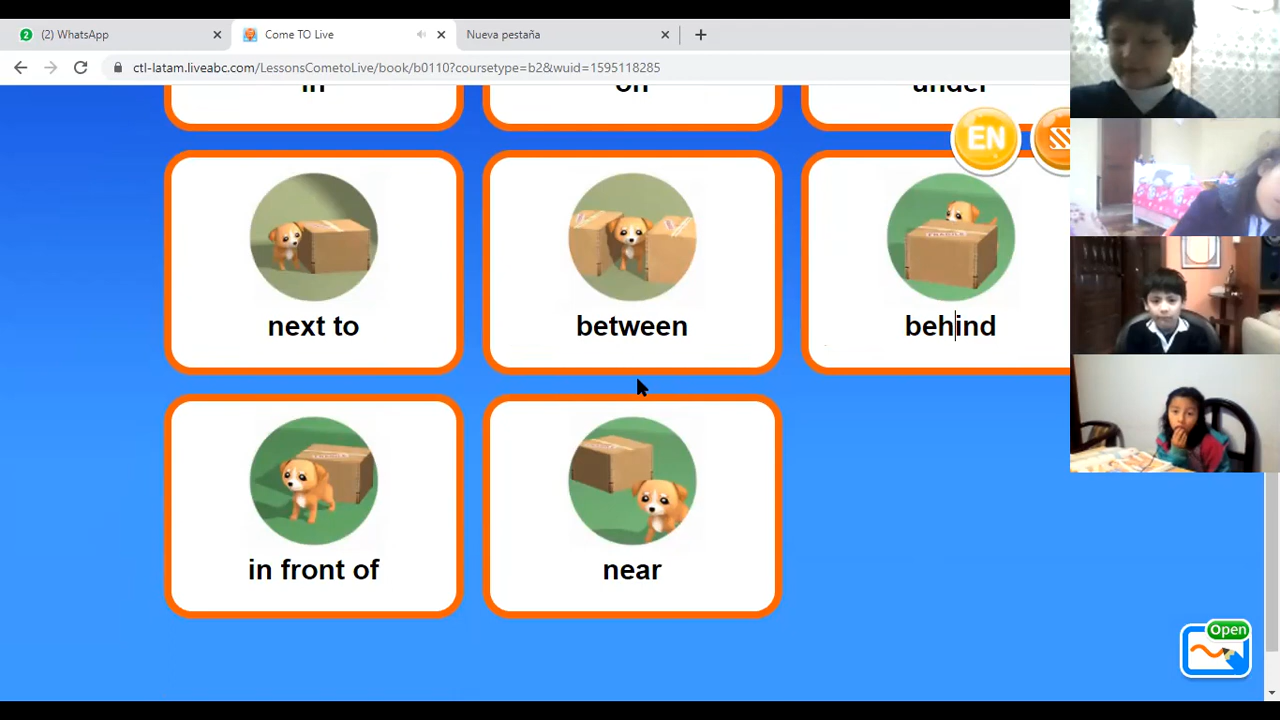 (2) WhatsApp
Come TO Live
Nueva pestaña
ctl-latam.liveabc.com/LessonsCometoLive/book/b0110?coursetype=b2&wuid=1595118285
in
on
under
EN
next to
between
behind
in front of
near
Open